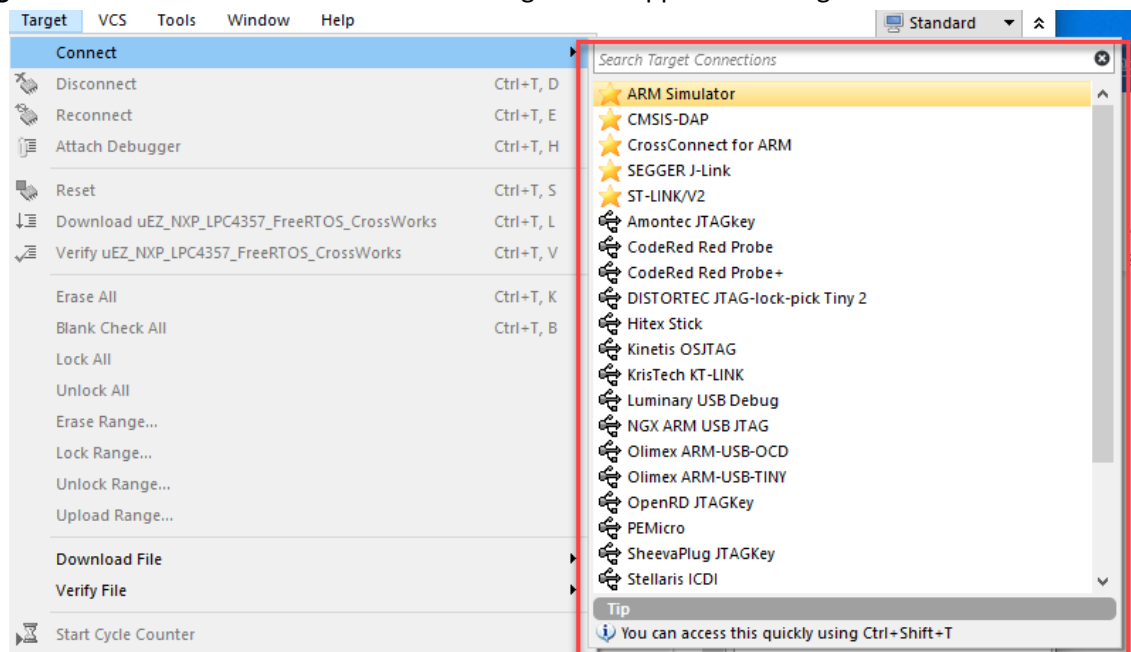 Target VCS Tools Window Help Standard
Connect
Disconnect Ctrl+T, D
Reconnect Ctrl+T, E
Attach Debugger Ctrl+T, H
Reset Ctrl+T, S
Download uEZ_NXP_LPC4357_FreeRTOS_CrossWorks Ctrl+T, L
Verify uEZ_NXP_LPC4357_FreeRTOS_CrossWorks Ctrl+T, V
Erase All Ctrl+T, K
Blank Check All Ctrl+T, B
Lock All
Unlock All
Erase Range...
Lock Range...
Unlock Range...
Upload Range...
Download File
Verify File
Start Cycle Counter
Search Target Connections
ARM Simulator
CMSIS-DAP
CrossConnect for ARM
SEGGER J-Link
ST-LINK/V2
Amontec JTAGkey
CodeRed Red Probe
CodeRed Red Probe+
DISTORTEC JTAG-lock-pick Tiny 2
Hitex Stick
Kinetis OSJTAG
KrisTech KT-LINK
Luminary USB Debug
NGX ARM USB JTAG
Olimex ARM-USB-OCD
Olimex ARM-USB-TINY
OpenRD JTAGKey
PEMicro
SheevaPlug JTAGKey
Stellaris ICDI
Tip
You can access this quickly using Ctrl+Shift+T